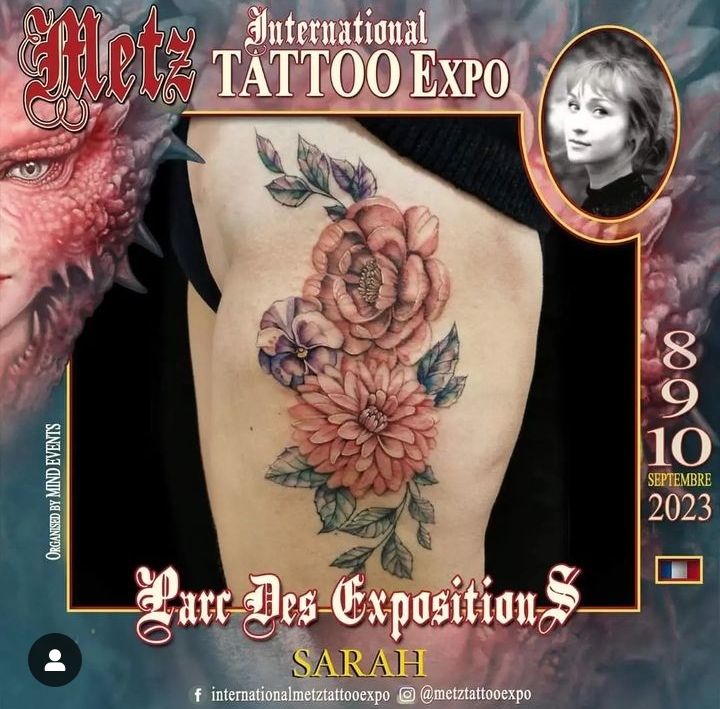 Metz
International
TATTOO EXPO
8
9
10
SEPTEMBRE
2023
ORGANISED BY MIND EVENTS
Parc Des ExpositionS
SARAH
internationalmetztattooexpo @metztattooexpo